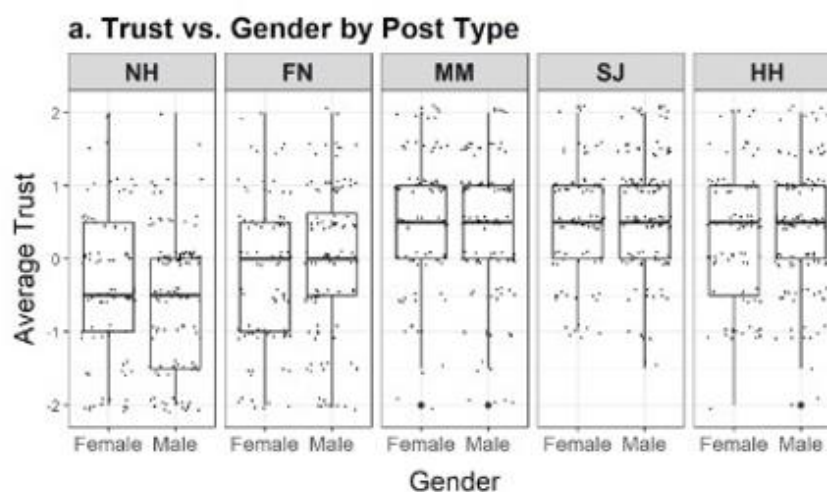 a. Trust vs. Gender by Post Type
NH FN MM SJ HH
Average Trust
2
1
0
-1
-2
Female Male Female Male Female Male Female Male Female Male
Gender